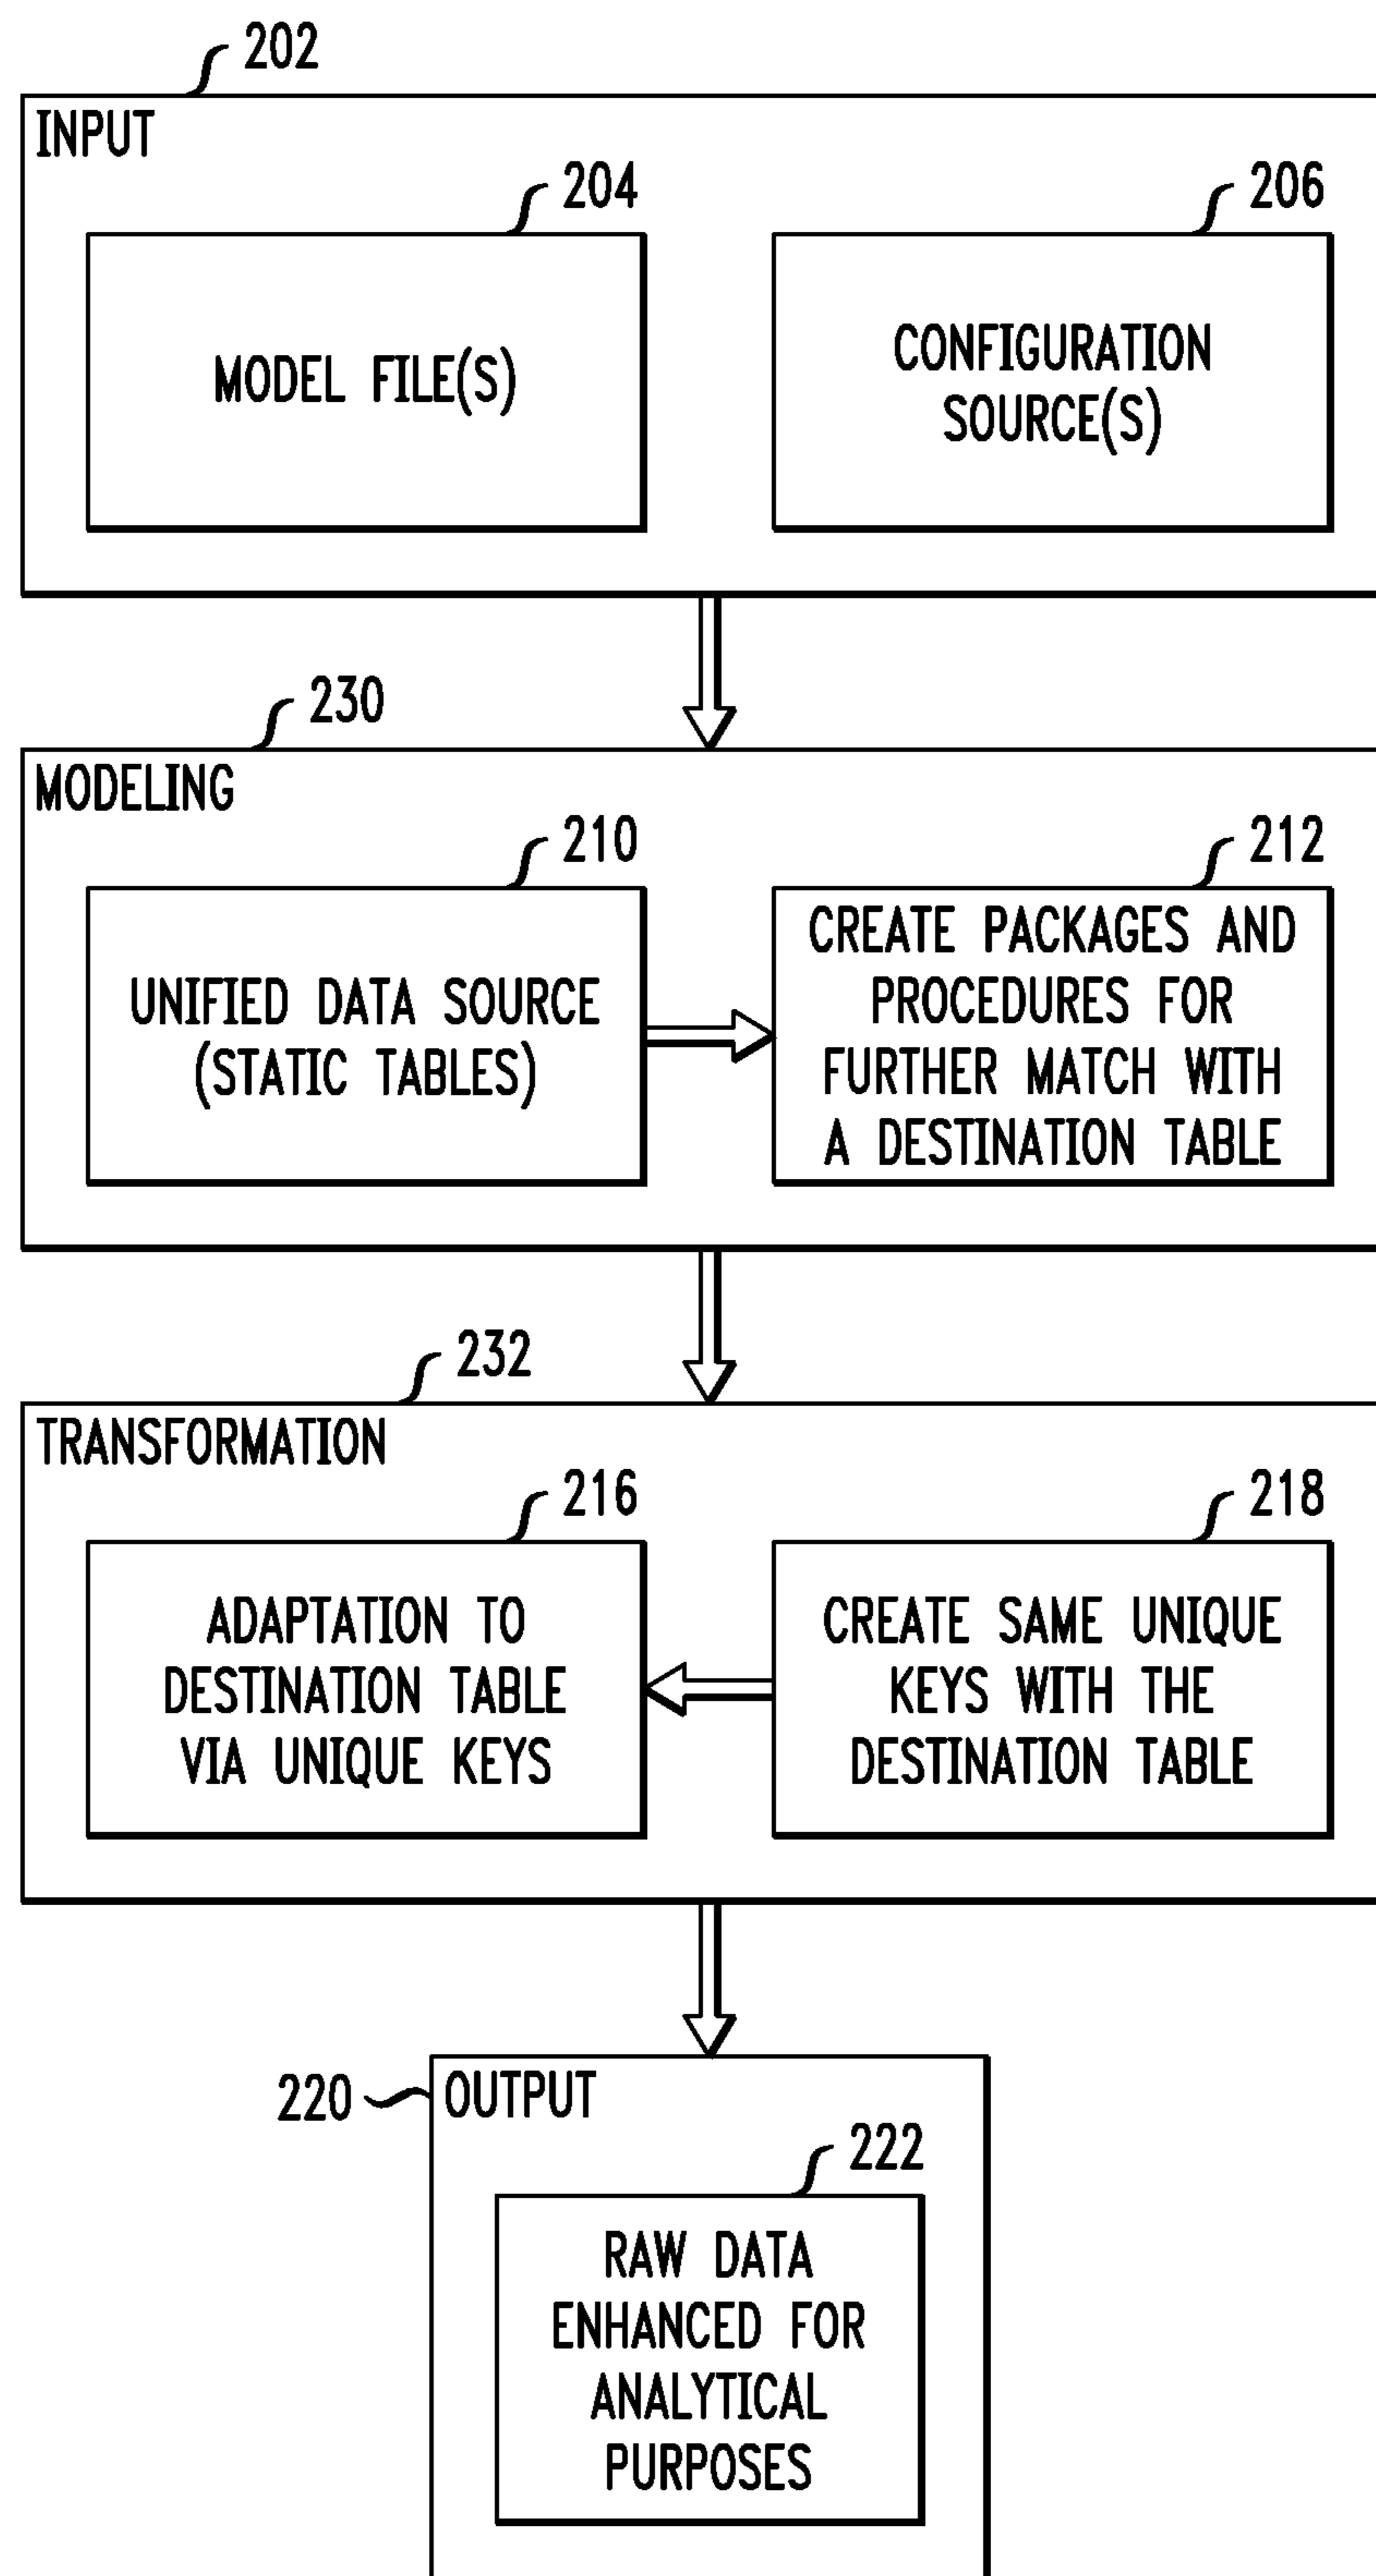 202
INPUT
204
206
MODEL FILE(S)
CONFIGURATION
SOURCE(S)
230
MODELING
210
212
UNIFIED DATA SOURCE
(STATIC TABLES)
CREATE PACKAGES AND
PROCEDURES FOR
FURTHER MATCH WITH
A DESTINATION TABLE
232
TRANSFORMATION
216
218
ADAPTATION TO
DESTINATION TABLE
VIA UNIQUE KEYS
CREATE SAME UNIQUE
KEYS WITH THE
DESTINATION TABLE
220
OUTPUT
222
RAW DATA
ENHANCED FOR
ANALYTICAL
PURPOSES